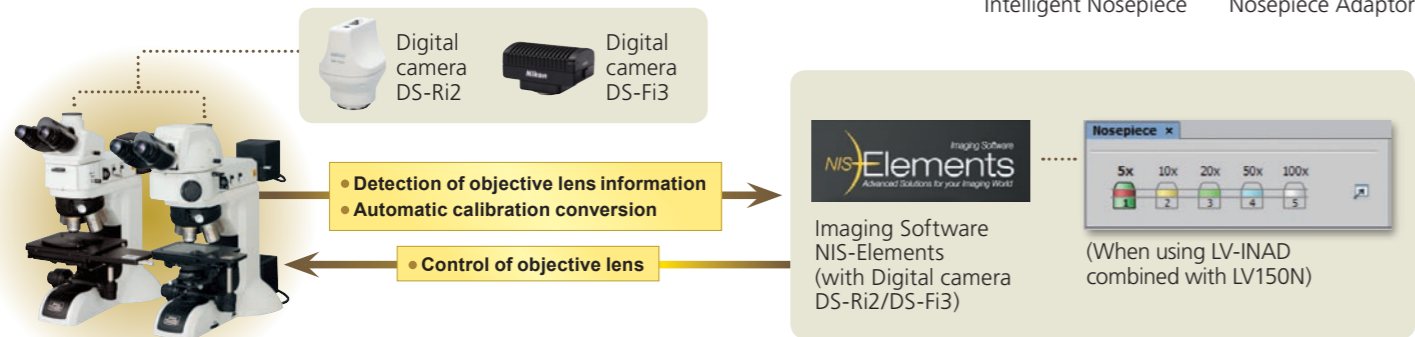 Intelligent Nosepiece
Nosepiece Adaptor
Digital
camera
DS-Ri2
Nikon
Digital
camera
DS-Fi3
• Detection of objective lens information
• Automatic calibration conversion
• Control of objective lens
Imaging Software
NIS-Elements
Advanced Solutions for your Imaging World
Imaging Software
NIS-Elements
(with Digital camera
DS-Ri2/DS-Fi3)
Nosepiece ×
5x 10x 20x 50x 100x
1 2 3 4 5
(When using LV-INAD
combined with LV150N)